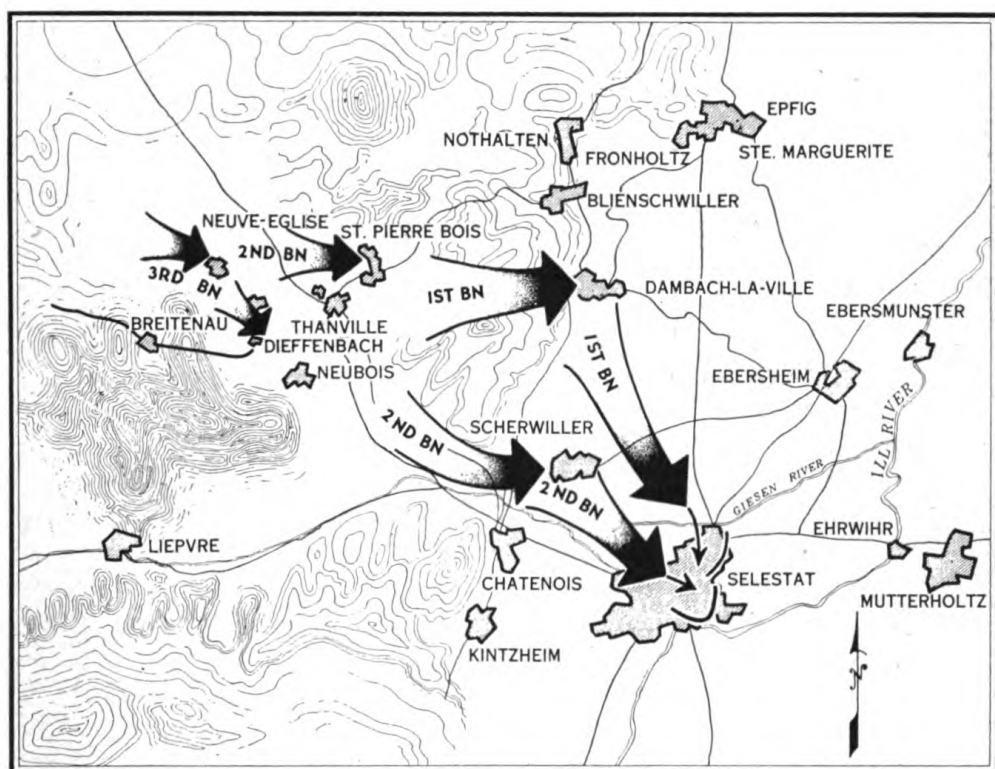 EPFIG
NOTHALTEN
FRONHOLTZ
STE. MARGUERITE
BLIENSCHWILLER
NEUVE-EGLISE
ST. PIERRE BOIS
2ND BN
3RD BN
1ST BN
DAMBACH-LA-VILLE
EBERSMUNSTER
BREITENAU
THANVILLE
DIEFFENBACH
NEUBOIS
1ST BN
EBERSHEIM
2ND BN
SCHERWILLER
ILL RIVER
2ND BN
GIESEN RIVER
LIEPVRE
EHRWIHR
CHATENOIS
SELESTAT
MUTTERHOLTZ
KINTZHEIM
N